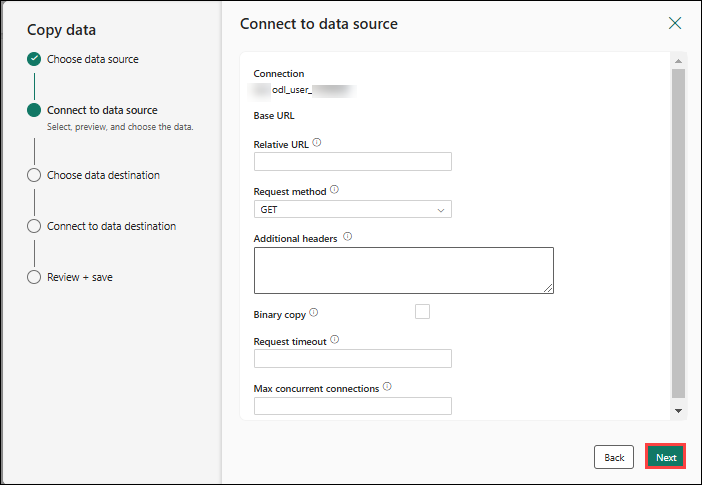 Copy data
Choose data source
Connect to data source
Select, preview, and choose the data.
Choose data destination
Connect to data destination
Review + save
Connect to data source
Connection
odl_user_
Base URL
Relative URL
Request method
GET
Additional headers
Binary copy
Request timeout
Max concurrent connections
Back
Next